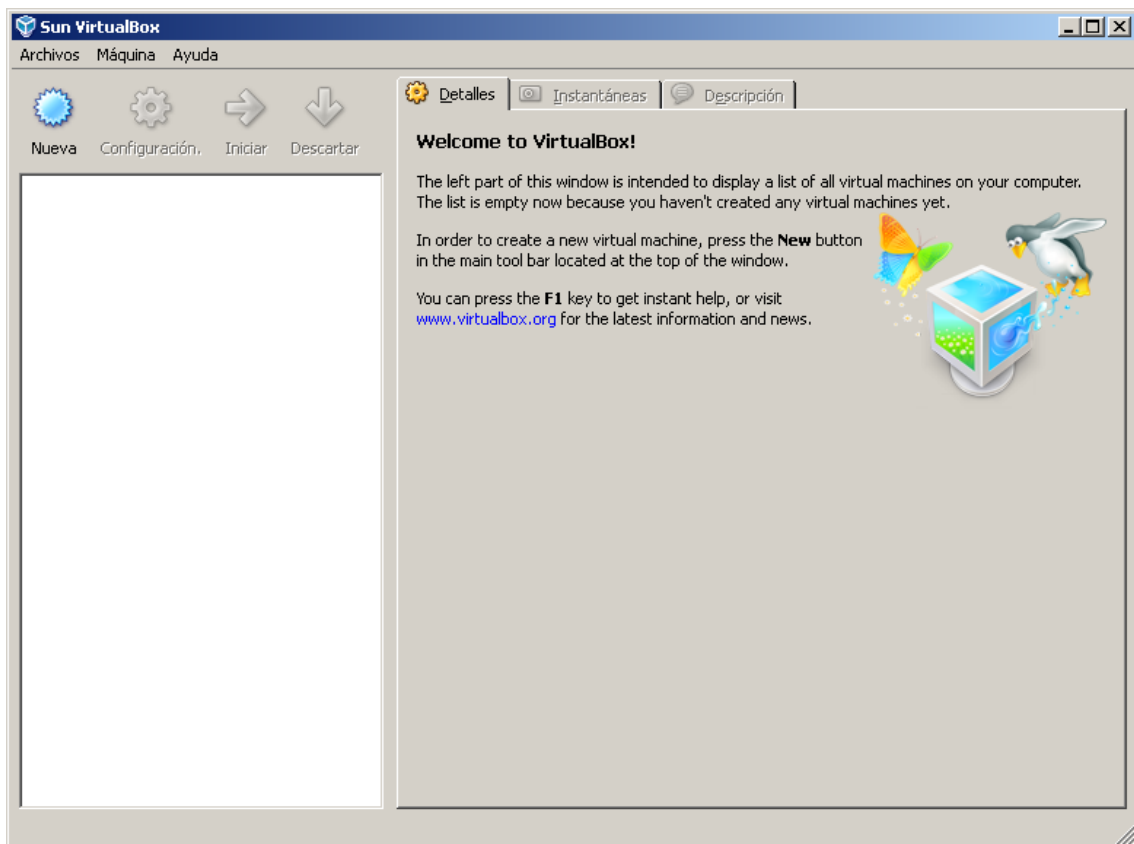 Sun VirtualBox
Archivos Máquina Ayuda
Nueva Configuración. Iniciar Descartar
Detalles Instantáneas Descripción
Welcome to VirtualBox!
The left part of this window is intended to display a list of all virtual machines on your computer.
The list is empty now because you haven't created any virtual machines yet.
In order to create a new virtual machine, press the New button
in the main tool bar located at the top of the window.
You can press the F1 key to get instant help, or visit
www.virtualbox.org for the latest information and news.